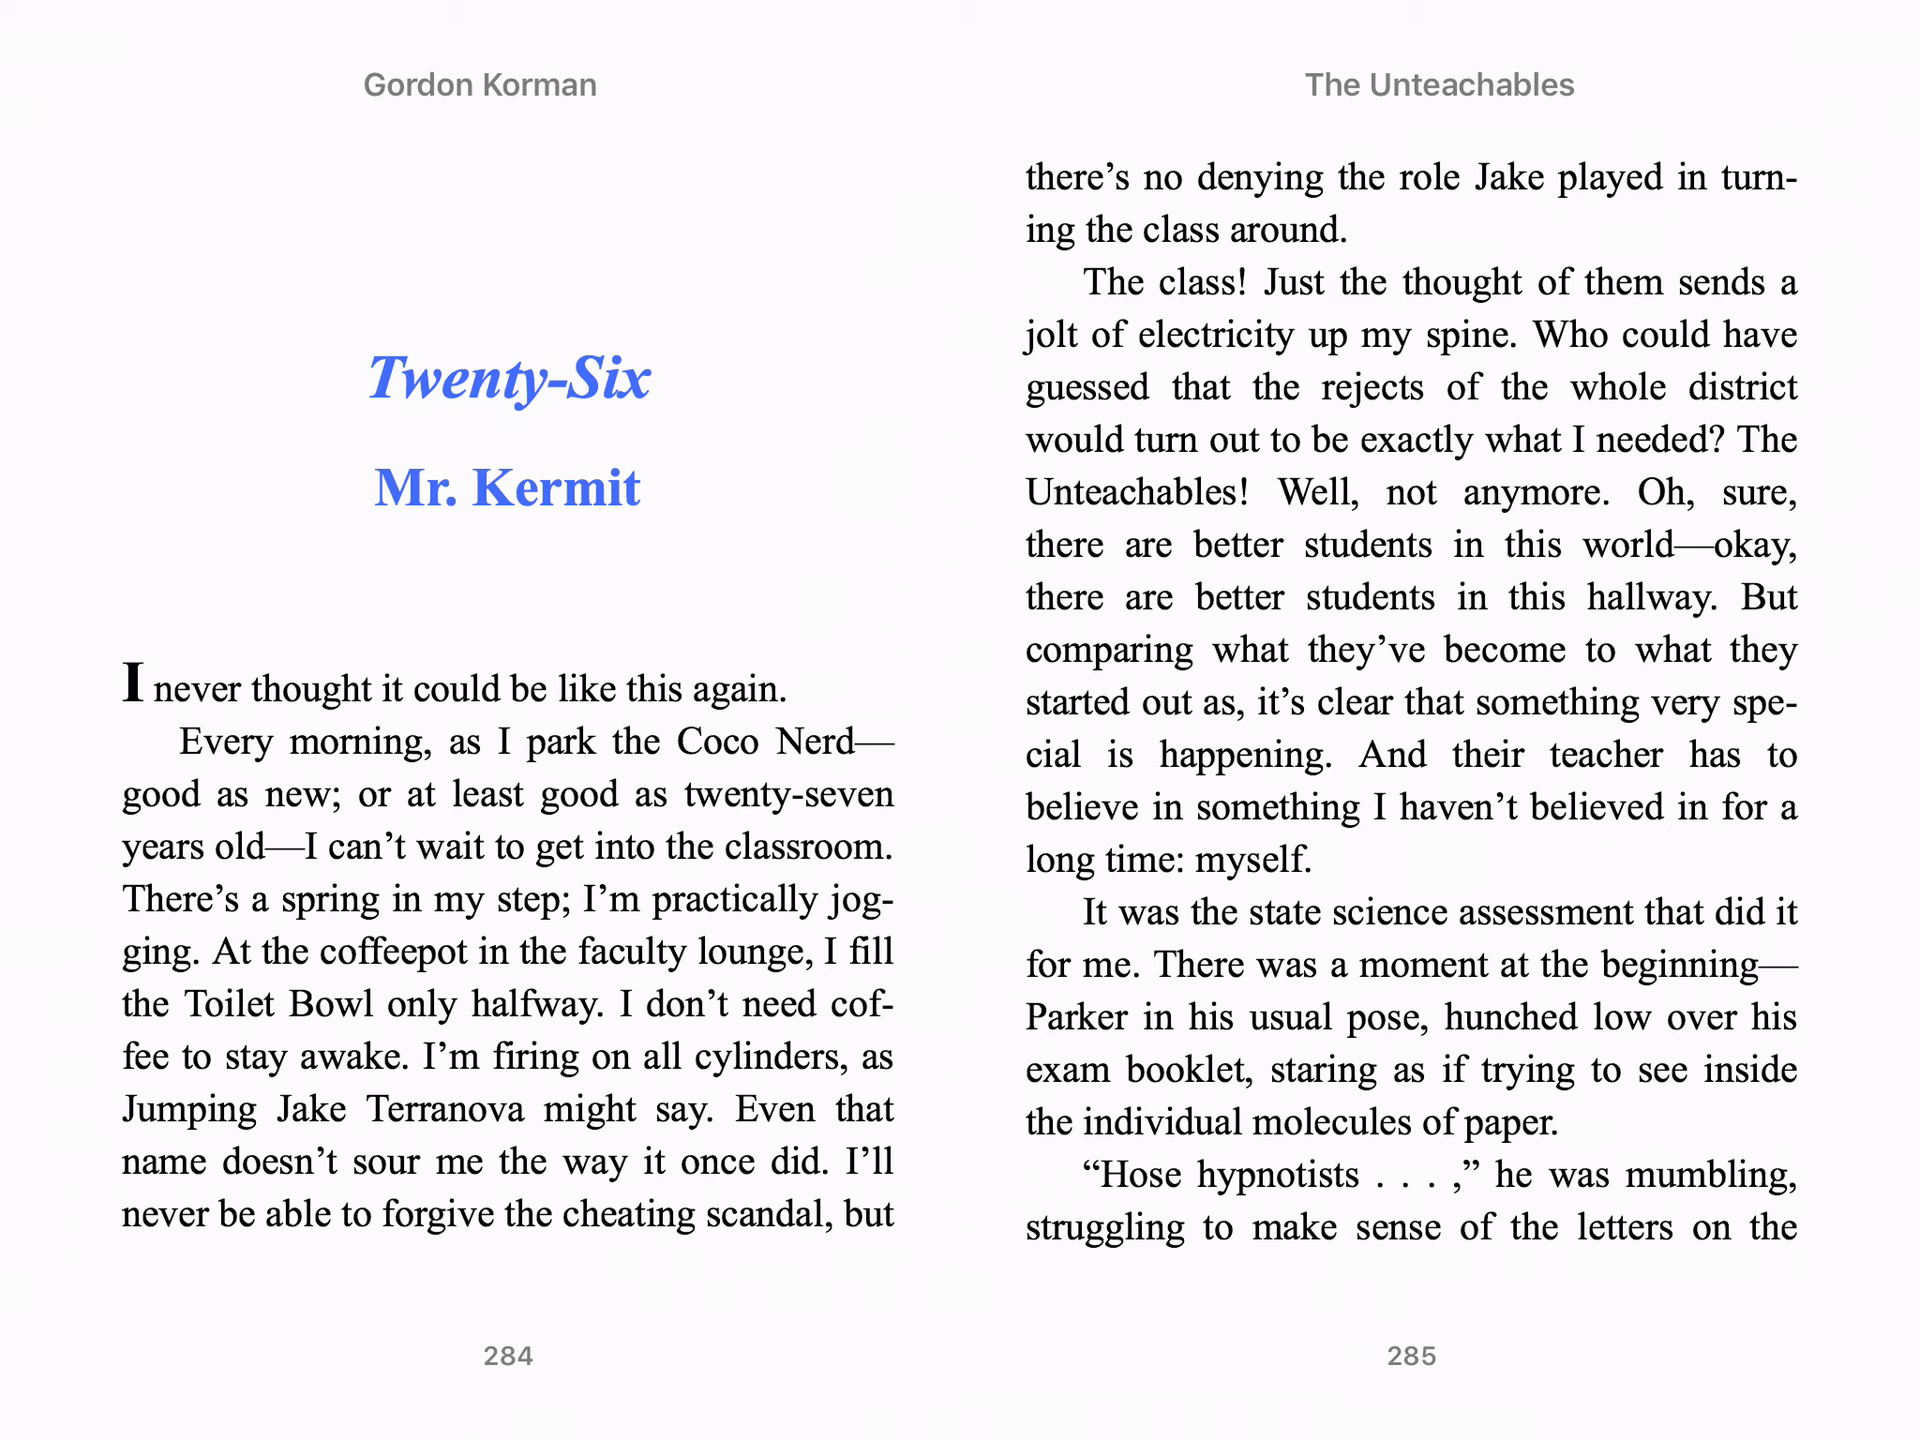 Gordon Korman
Twenty-Six
Mr. Kermit
I never thought it could be like this again.
Every morning, as I park the Coco Nerd—
good as new; or at least good as twenty-seven
years old—I can’t wait to get into the classroom.
There’s a spring in my step; I’m practically jog-
ging. At the coffeepot in the faculty lounge, I fill
the Toilet Bowl only halfway. I don’t need cof-
fee to stay awake. I’m firing on all cylinders, as
Jumping Jake Terranova might say. Even that
name doesn’t sour me the way it once did. I’ll
never be able to forgive the cheating scandal, but
284
The Unteachables
there’s no denying the role Jake played in turn-
ing the class around.
The class! Just the thought of them sends a
jolt of electricity up my spine. Who could have
guessed that the rejects of the whole district
would turn out to be exactly what I needed? The
Unteachables! Well, not anymore. Oh, sure,
there are better students in this world—okay,
there are better students in this hallway. But
comparing what they’ve become to what they
started out as, it’s clear that something very spe-
cial is happening. And their teacher has to
believe in something I haven’t believed in for a
long time: myself.
It was the state science assessment that did it
for me. There was a moment at the beginning—
Parker in his usual pose, hunched low over his
exam booklet, staring as if trying to see inside
the individual molecules of paper.
“Hose hypnotists . . . ,” he was mumbling,
struggling to make sense of the letters on the
285